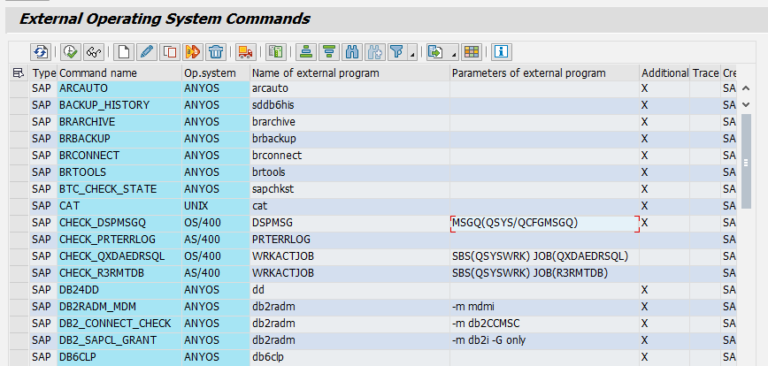 External Operating System Commands
Type Command name Op.system Name of external program Parameters of external program Additional Trace Cre
SAP ARCAUTO ANYOS arcauto X SA
SAP BACKUP_HISTORY ANYOS sddb6his X SA
SAP BRARCHIVE ANYOS brarchive X SA
SAP BRBACKUP ANYOS brbackup X SA
SAP BRCONNECT ANYOS brconnect X SA
SAP BRTOOLS ANYOS brtools X SA
SAP BTC_CHECK_STATE ANYOS sapchkst X SA
SAP CAT UNIX cat X SA
SAP CHECK_DSPMSGQ OS/400 DSPMSG MSGQ(QSYS/QCFGMSGQ) X SA
SAP CHECK_PRTERRLOG AS/400 PRTERRLOG SA
SAP CHECK_QXDAEDRSQL OS/400 WRKACTJOB SBS(QSYSWRK) JOB(QXDAEDRSQL) SA
SAP CHECK_R3RMTDB AS/400 WRKACTJOB SBS(QSYSWRK) JOB(R3RMTDB) SA
SAP DB24DD ANYOS dd X SA
SAP DB2RADM_MDM ANYOS db2radm -m mdmi X SA
SAP DB2_CONNECT_CHECK ANYOS db2radm -m db2CCMSC X SA
SAP DB2_SAPCL_GRANT ANYOS db2radm -m db2i -G only X SA
SAP DB6CLP ANYOS db6clp X SA